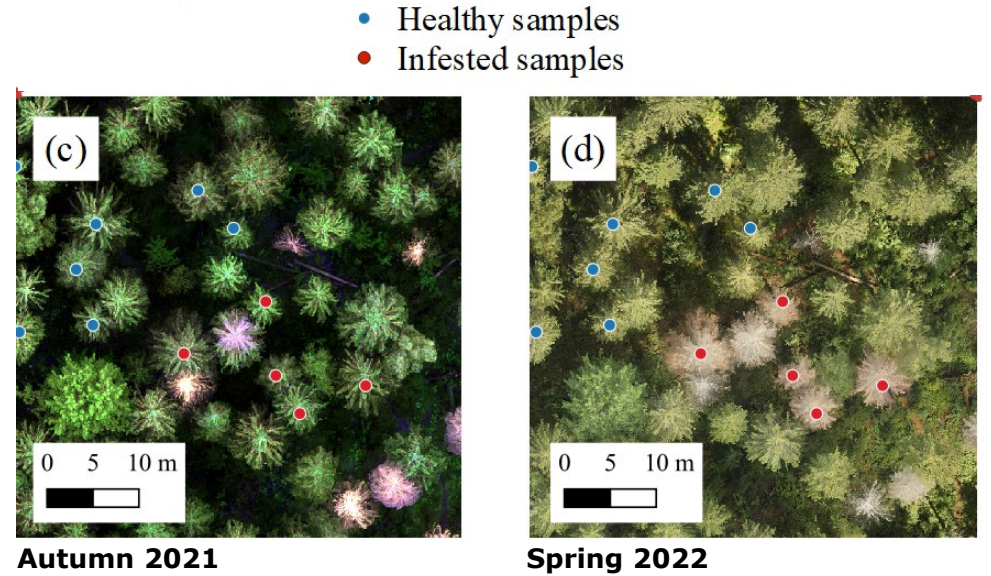 Healthy samples
Infested samples
(c)
(d)
0 5 10 m
0 5 10 m
Autumn 2021
Spring 2022